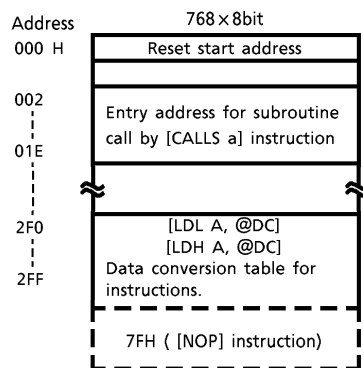 Address
768×8bit
000 H
Reset start address
002
Entry address for subroutine
call by [CALLS a] instruction
01E
2F0
[LDL A, @DC]
[LDH A, @DC]
Data conversion table for
2FF
instructions.
7FH ( [NOP] instruction)